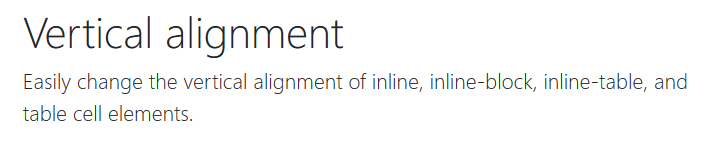 Vertical alignment
Easily change the vertical alignment of inline, inline-block, inline-table, and
table cell elements.